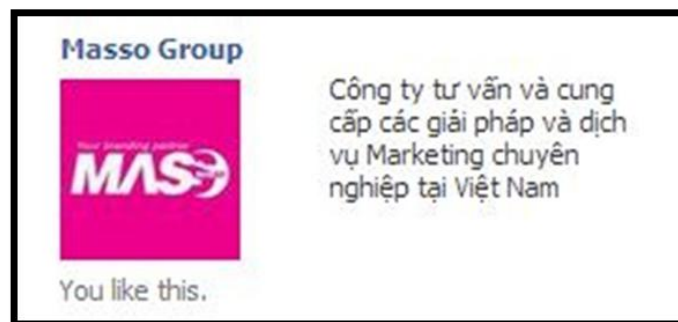 Masso Group
Your branding partner
MASSO
Công ty tư vấn và cung
cấp các giải pháp và dịch
vụ Marketing chuyên
nghiệp tại Việt Nam
You like this.